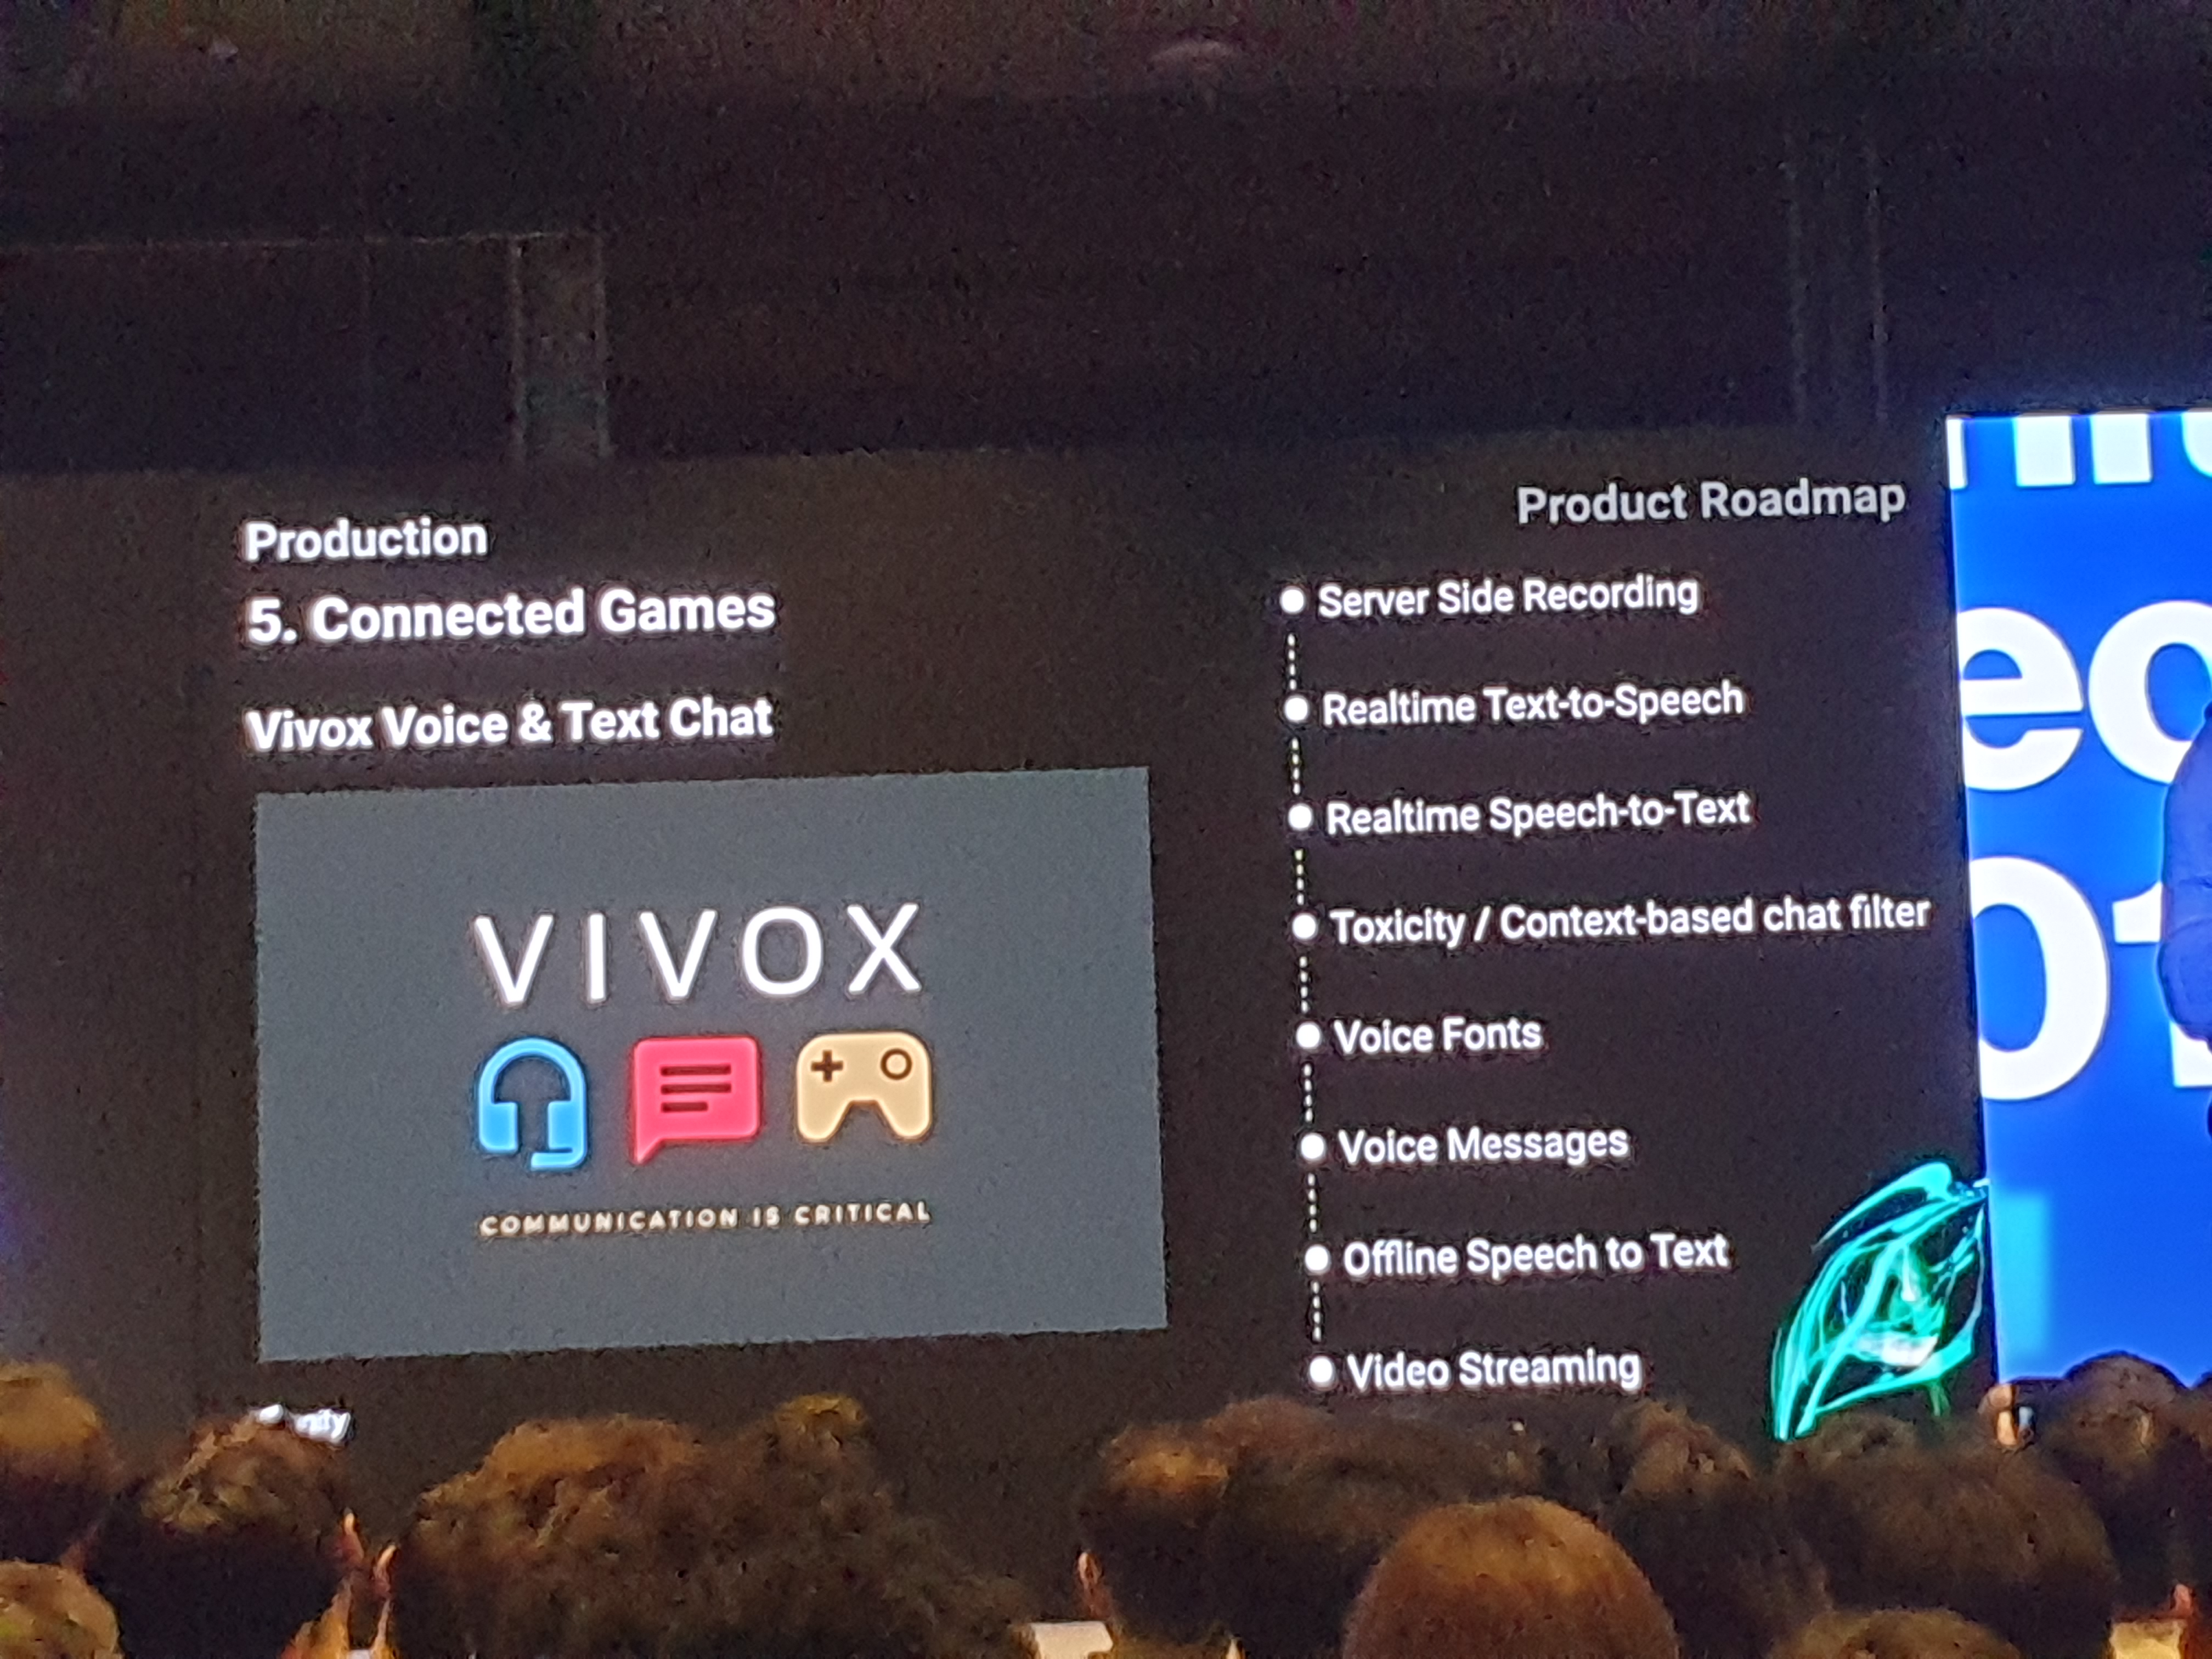 Production
5. Connected Games
Vivox Voice & Text Chat
VIVOX
COMMUNICATION IS CRITICAL
Product Roadmap
Server Side Recording
Realtime Text-to-Speech
Realtime Speech-to-Text
Toxicity / Context-based chat filter
Voice Fonts
Voice Messages
Offline Speech to Text
Video Streaming